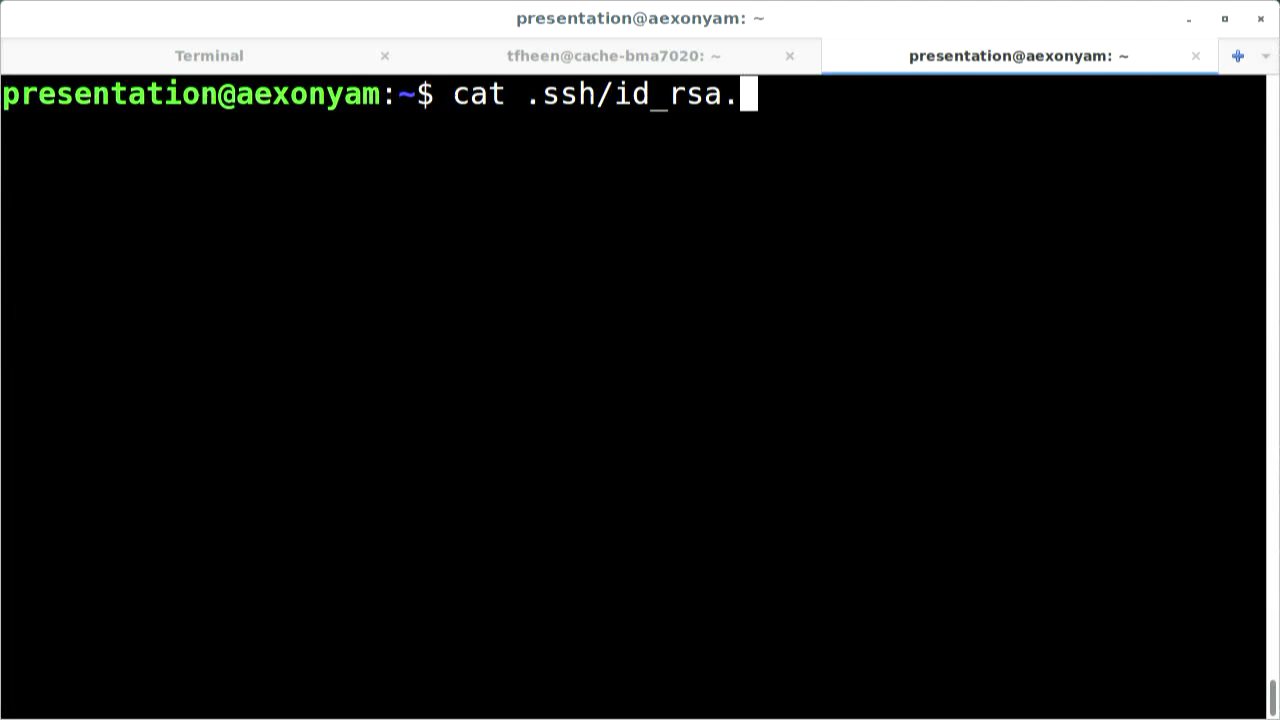 presentation@aexonyam: ~
Terminal
tfheen@cache-bma7020: ~
presentation@aexonyam: ~
presentation@aexonyam:~$ cat .ssh/id_rsa.